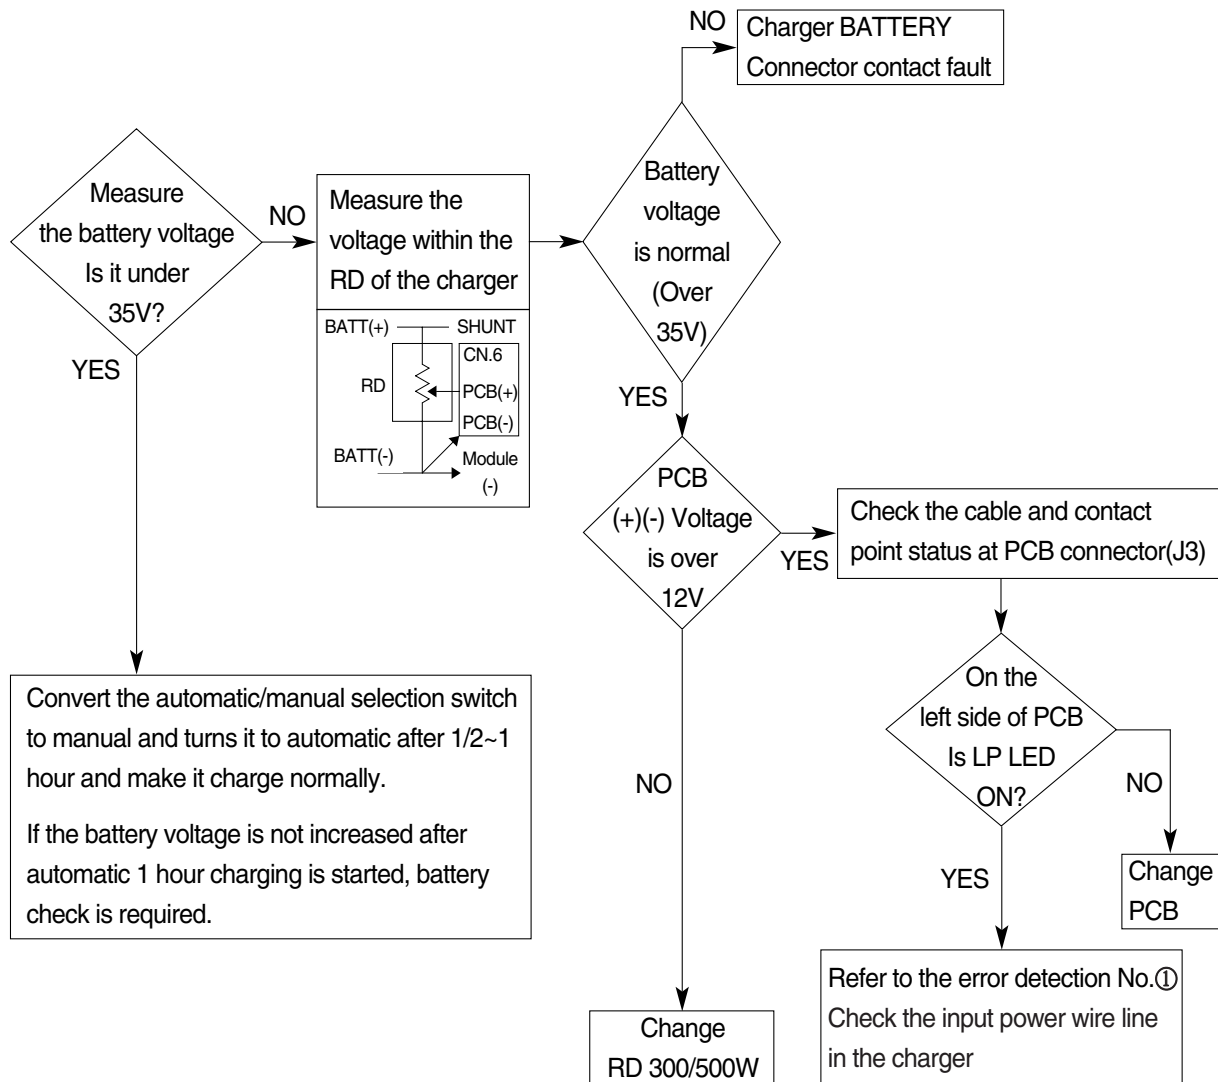 NO
Charger BATTERY
Connector contact fault
Measure
the battery voltage
Is it under
35V?
NO
YES
Measure the
voltage within the
RD of the charger
BATT(+)
SHUNT
CN.6
RD
PCB(+)
PCB(-)
BATT(-)
Module
(-)
Battery
voltage
is normal
(Over
35V)
YES
PCB
(+)(-) Voltage
is over
12V
YES
NO
Check the cable and contact
point status at PCB connector(J3)
On the
left side of PCB
Is LP LED
ON?
NO
YES
Change
PCB
Convert the automatic/manual selection switch
to manual and turns it to automatic after 1/2~1
hour and make it charge normally.
If the battery voltage is not increased after
automatic 1 hour charging is started, battery
check is required.
Change
RD 300/500W
Refer to the error detection No.①
Check the input power wire line
in the charger